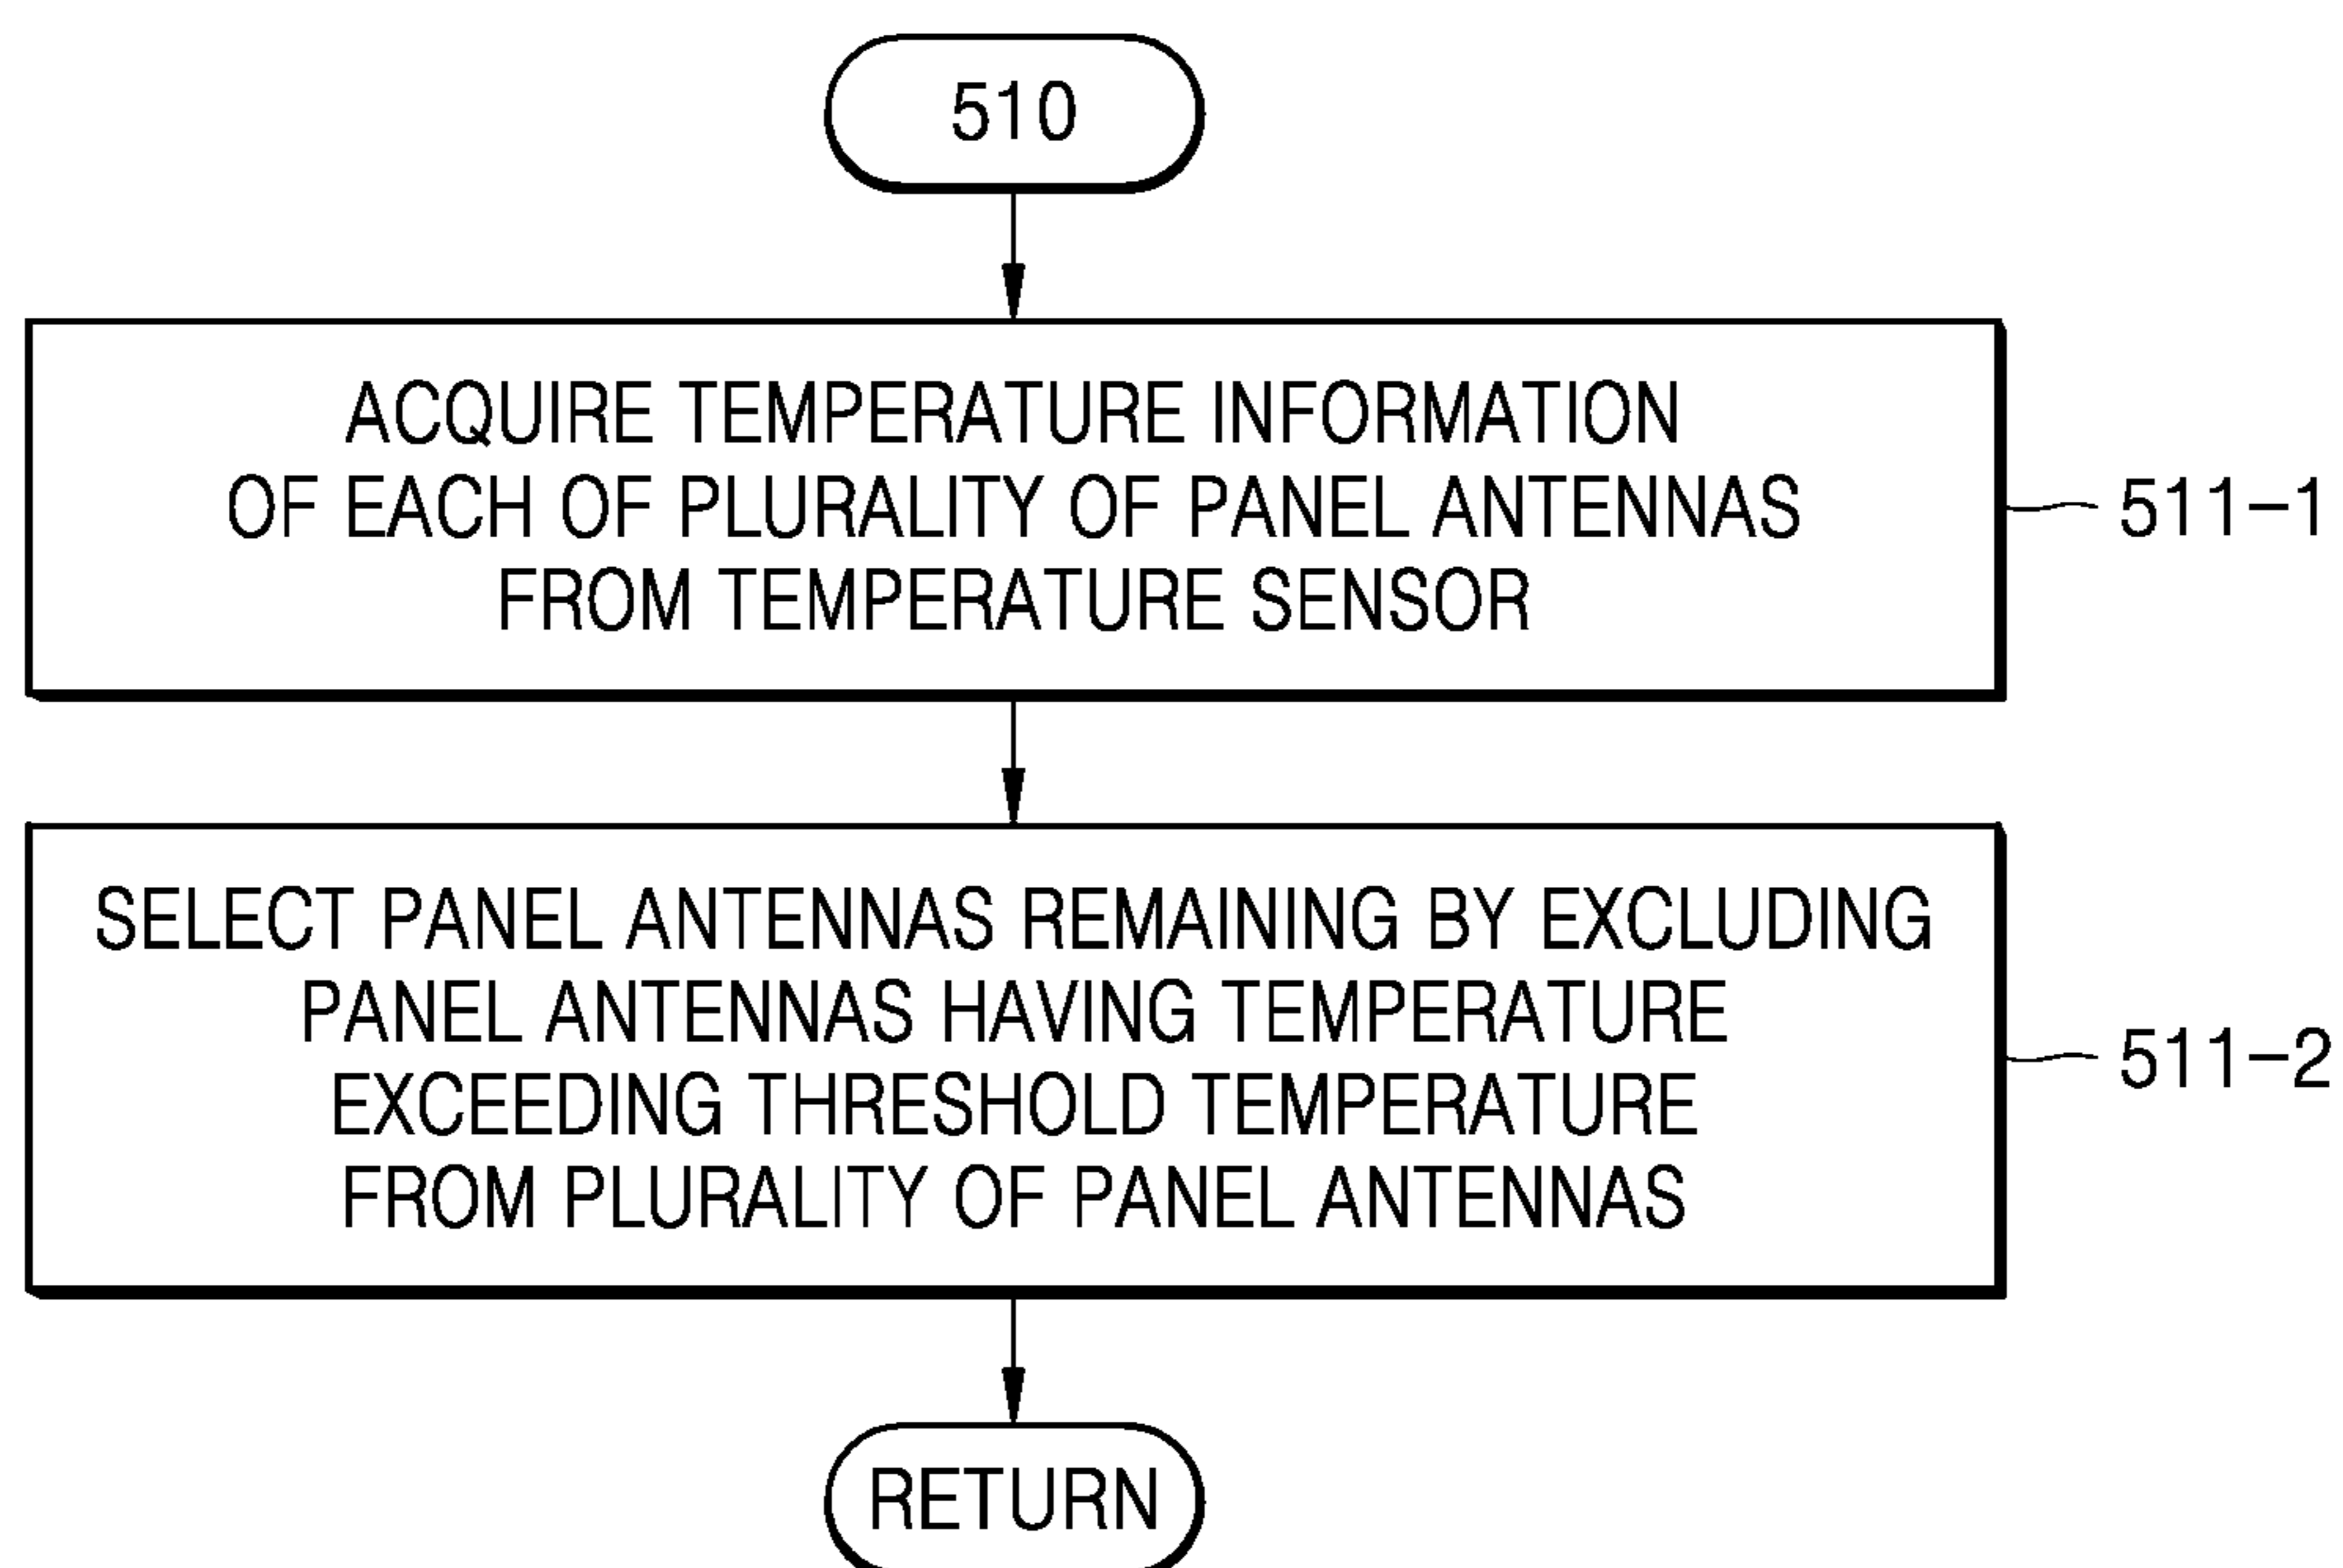 510
ACQUIRE TEMPERATURE INFORMATION
OF EACH OF PLURALITY OF PANEL ANTENNAS
FROM TEMPERATURE SENSOR
511-1
SELECT PANEL ANTENNAS REMAINING BY EXCLUDING
PANEL ANTENNAS HAVING TEMPERATURE
EXCEEDING THRESHOLD TEMPERATURE
FROM PLURALITY OF PANEL ANTENNAS
511-2
RETURN